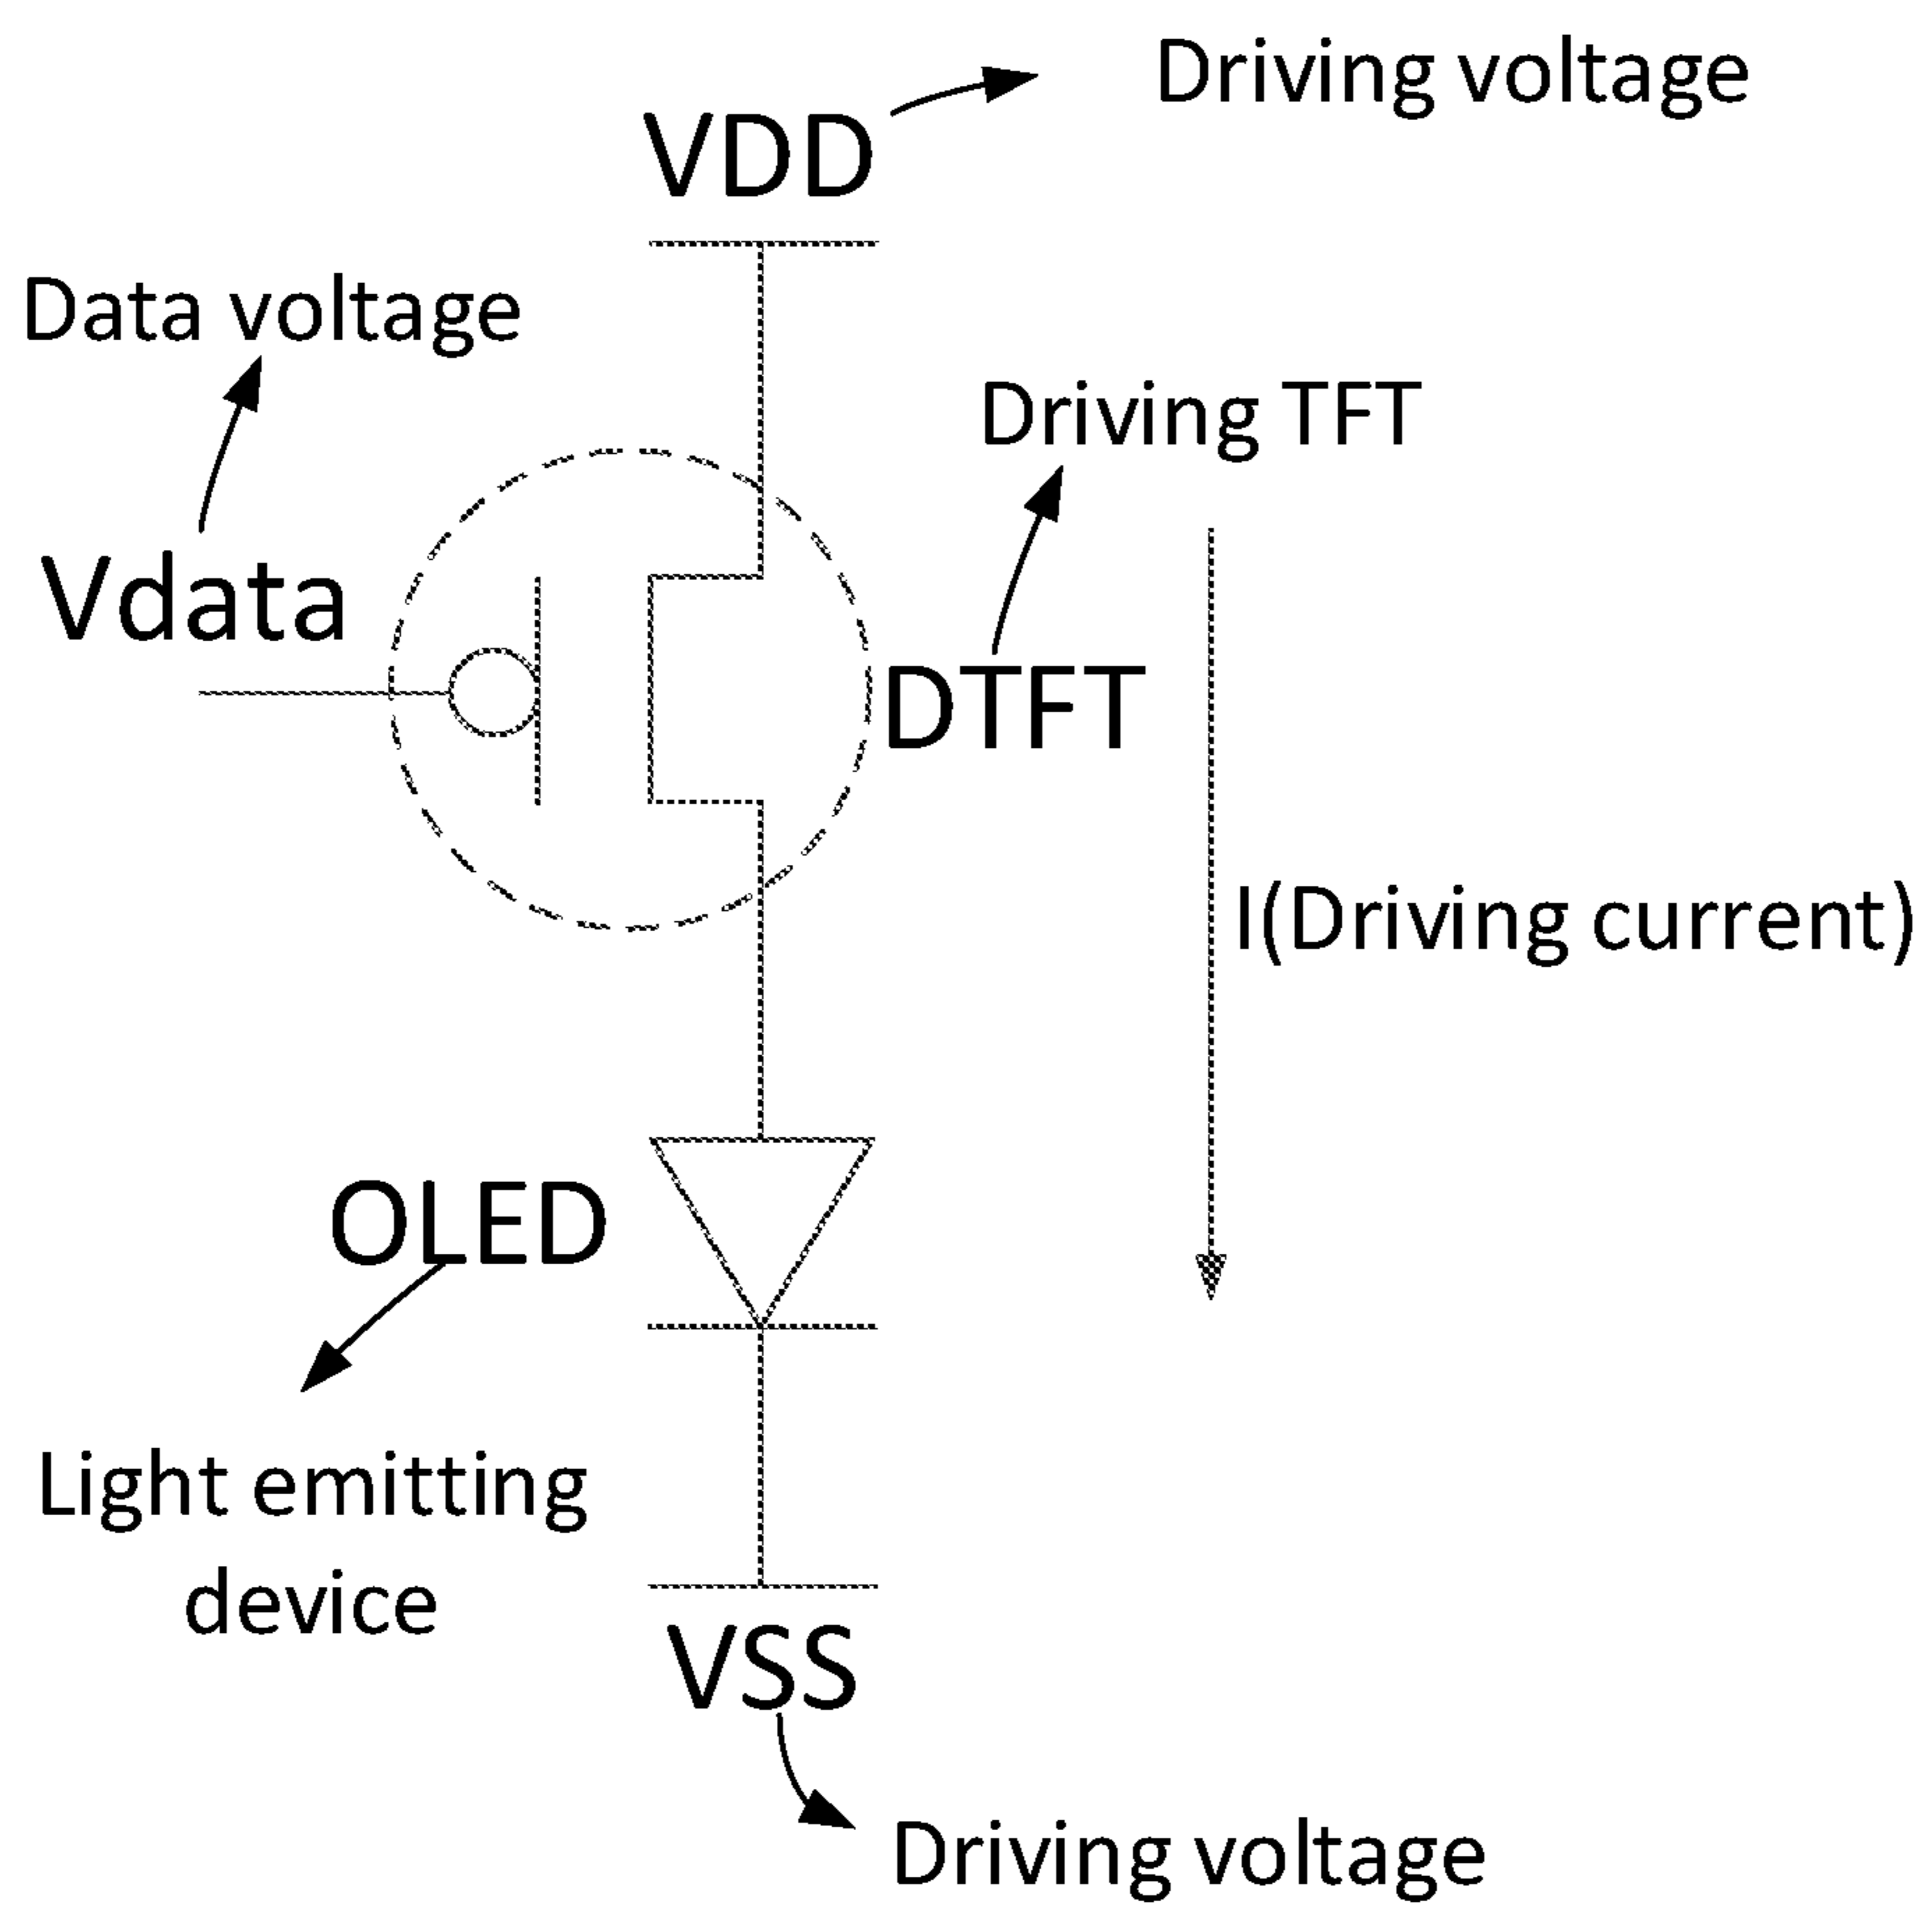 Driving voltage
VDD
Data voltage
Driving TFT
Vdata
DTFT
I(Driving current)
OLED
Light emitting
device
VSS
Driving voltage